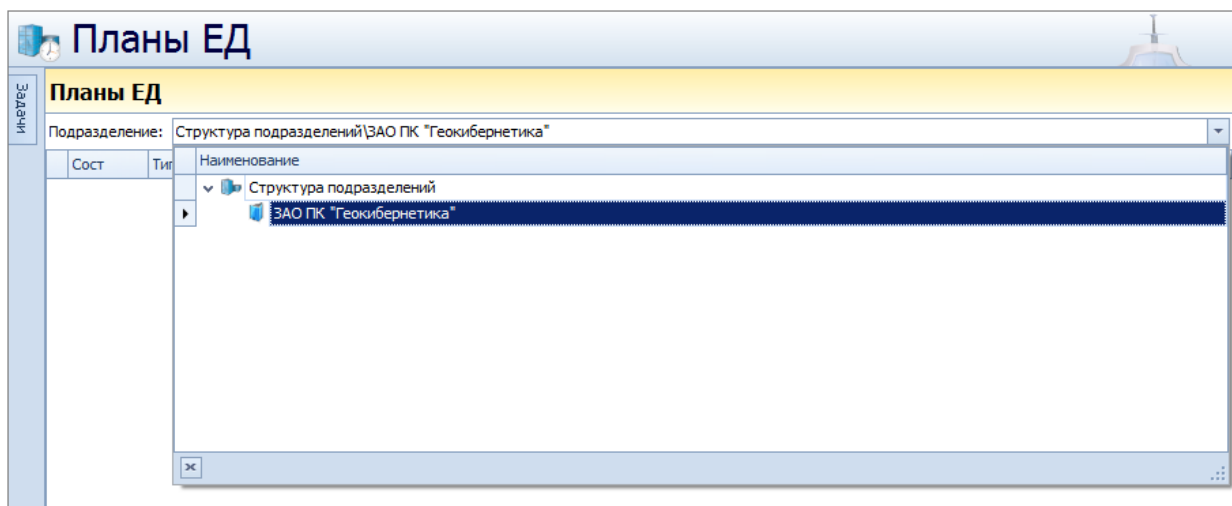 Планы ЕД
Задачи
Планы ЕД
Подразделение: Структура подразделений\ЗАО ПК "Геокибернетика"
Сост
Наименование
Структура подразделений
ЗАО ПК "Геокибернетика"